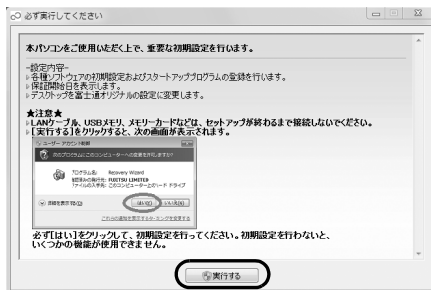 必ず実行してください
本パソコンをご使用いただく上で、重要な初期設定を行います。
-設定内容-
▹各種ソフトウェアの初期設定およびスタートアッププログラムの登録を行います。
▹保証開始日を表示します。
▹デスクトップを富士通オリジナルの設定に変更します。
★注意★
▹LANケーブル、USBメモリ、メモリーカードなどは、セットアップが終わるまで接続しないでください。
▹[実行する]をクリックすると、次の画面が表示されます。
ユーザー アカウント制御
次のプログラムにこのコンピューターへの変更を許可しますか?
プログラム名: Recovery Wizard
確認済みの発行元: FUJITSU LIMITED
ファイルの入手先: このコンピューター上のハード ドライブ
詳細を表示する(D)
はい(Y)
いいえ(N)
これらの通知を表示するタイミングを変更する
必ず[はい]をクリックして、初期設定を行ってください。初期設定を行わないと、
いくつかの機能が使用できません。
実行する